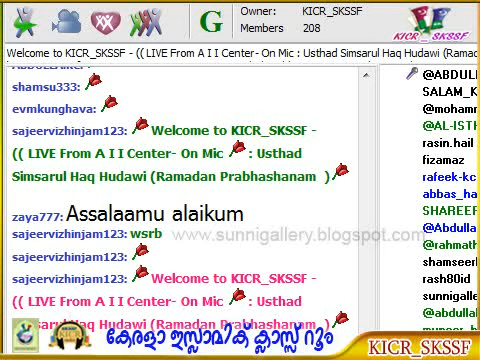 Owner: KICR_SKSSF
Members 208
KICR_SKSSF
Welcome to KICR_SKSSF - (( LIVE From A I I Center- On Mic : Usthad Simsarul Haq Hudawi (Ramad
shamsu333:
evmkunghava:
sajeervizhinjam123: Welcome to KICR_SKSSF -
(( LIVE From A I I Center- On Mic : Usthad
Simsarul Haq Hudawi (Ramadan Prabhashanam )
zaya777: Assalaamu alaikum
sajeervizhinjam123: wsrb
www.sunnigallery.blogspot.com
sajeervizhinjam123:
sajeervizhinjam123: Welcome to KICR_SKSSF -
(( LIVE From A I I Center- On Mic : Usthad
Simsarul Haq Hudawi (Ramadan Prabhashanam )
@ABDULL
SALAM_K
@mohamm
@AL-IST
rasin.hail
fizamaz
rafeek-kc
abbas_ha
SHAREEF
@Abdulla
@rahmath
shamseer
rash80id
sunnigalle
@abdullal
കേരളാ ഇസ്ലാമിക് ക്ലാസ്സ് റൂം
KICR_SKSSF